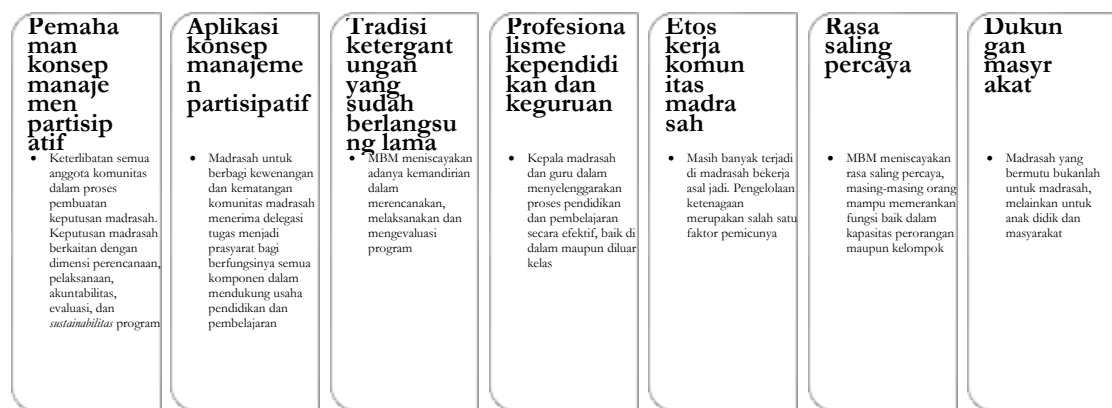 Pemaha
man
konsep
manaje
men
partisip
atif
• Keterlibatan semua
anggota komunitas
dalam proses
pembuatan
keputusan madrasah.
Keputusan madrasah
berkaitan dengan
dimensi perencanaan,
pelaksanaan,
akuntabilitas,
evaluasi, dan
sustainabilitas program
Aplikasi
konsep
manajeme
n
partisipatif
• Madrasah untuk
berbagi kewenangan
dan kematangan
komunitas madrasah
menerima delegasi
tugas menjadi
prasyarat bagi
berfungsinya semua
komponen dalam
mendukung usaha
pendidikan dan
pembelajaran
Tradisi
ketergant
ungan
yang
sudah
berlangsu
ng lama
• MBM meniscayakan
adanya kemandirian
dalam
merencanakan,
melaksanakan dan
mengevaluasi
program
Profesiona
lisme
kependidi
kan dan
keguruan
• Kepala madrasah
dan guru dalam
menyelenggarakan
proses pendidikan
dan pembelajaran
secara efektif, baik di
dalam maupun diluar
kelas
Etos
kerja
komun
itas
madra
sah
• Masih banyak terjadi
di madrasah bekerja
asal jadi. Pengelolaan
ketenagaan
merupakan salah satu
faktor pemicunya
Rasa
saling
percaya
• MBM meniscayakan
rasa saling percaya,
masing-masing orang
mampu memerankan
fungsi baik dalam
kapasitas perorangan
maupun kelompok
Dukun
gan
masyr
akat
• Madrasah yang
bermutu bukanlah
untuk madrasah,
melainkan untuk
anak didik dan
masyarakat